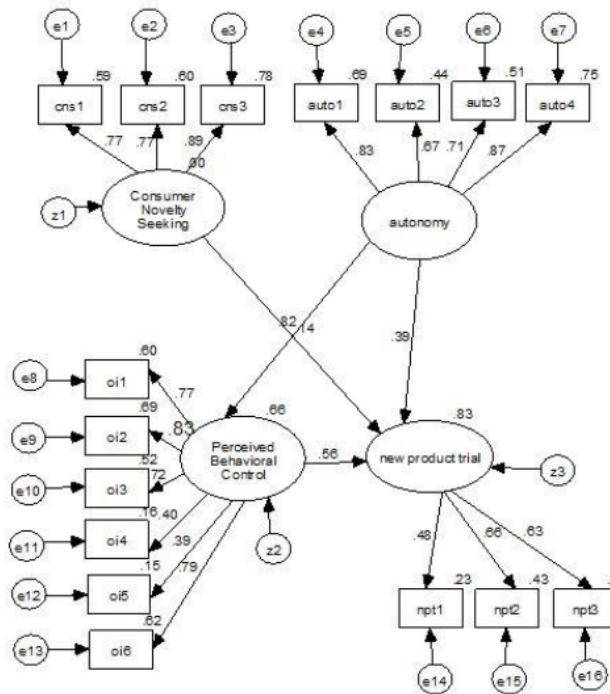 e1 e2 e3 e4 e5 e6 e7
.59 .60 .78 .69 .44 .51 .75
cns1 cns2 cns3 auto1 auto2 auto3 auto4
.77 .77 .89 .83 .67 .71 .87
.00
z1
Consumer
Novelty
Seeking
autonomy
.82 .14 .39
e8 .60
oi1
.77
.69
e9 oi2 .83 .66 .83
.52
e10 oi3 .72
Perceived
Behavioral
Control
.56
new product trial
z3
.16
e11 oi4 .40
.39
z2
.15
e12 oi5 .79
.62
e13 oi6
.48 .66 .63
.23 .43 .
npt1 npt2 npt3
e14 e15 e16